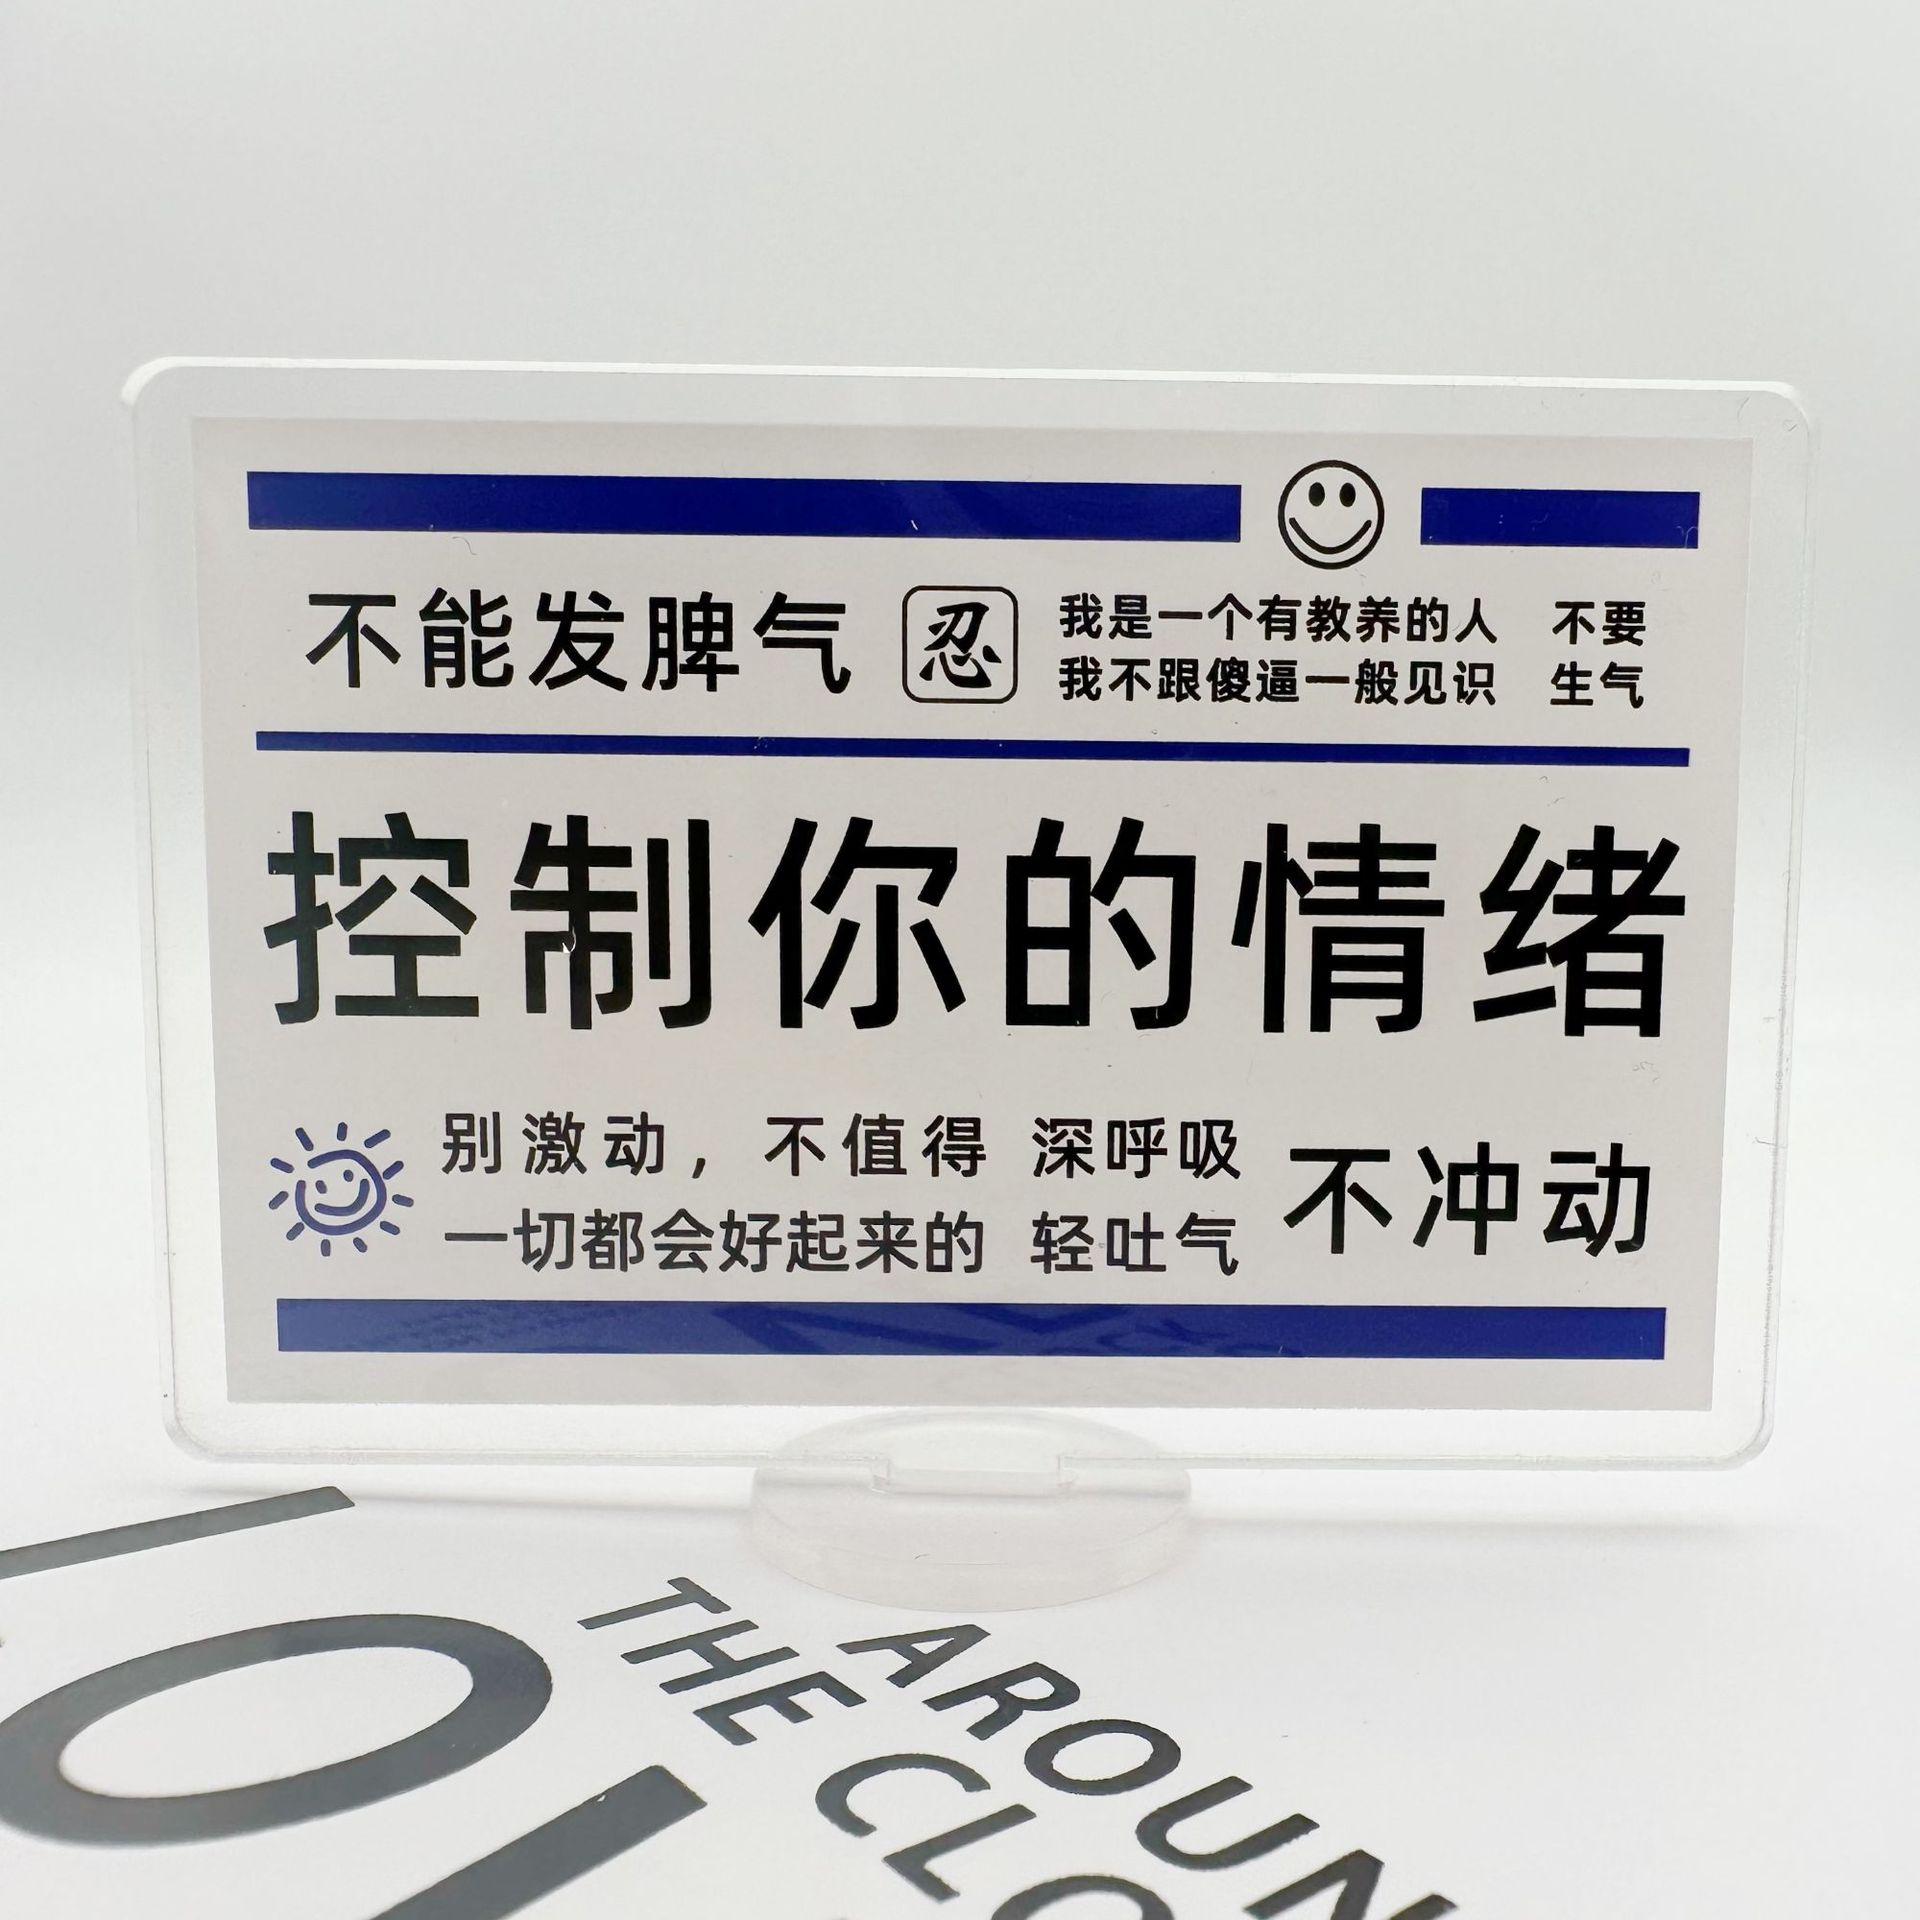 不能发脾气 忍 我是一个有教养的人 不要
我不跟傻逼一般见识 生气
控制你的情绪
别激动，不值得 深呼吸
一切都会好起来的 轻吐气
不冲动
AROUN
THE CLO